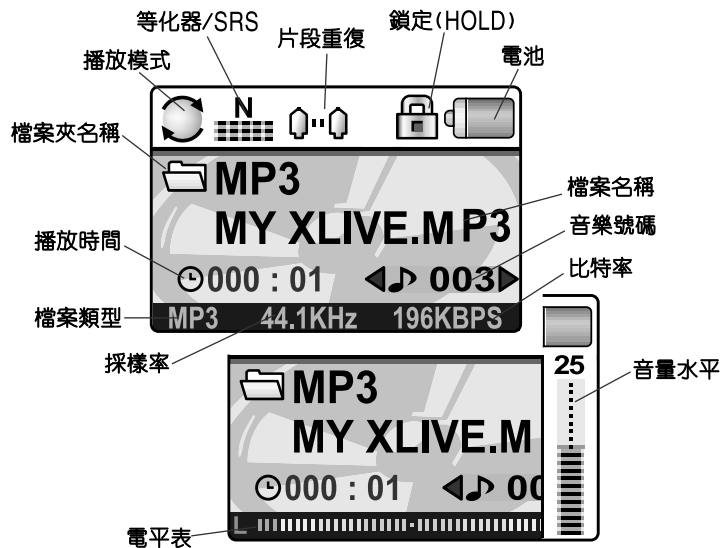 等化器/SRS
片段重復
鎖定(HOLD)
播放模式
電池
N
檔案夾名稱
MP3
檔案名稱
MY XLIVE.MP3
音樂號碼
播放時間
000 : 01
003
比特率
檔案類型
MP3 44.1KHz 196KBPS
採樣率
25
音量水平
MP3
MY XLIVE.M
000 : 01
00
L
電平表